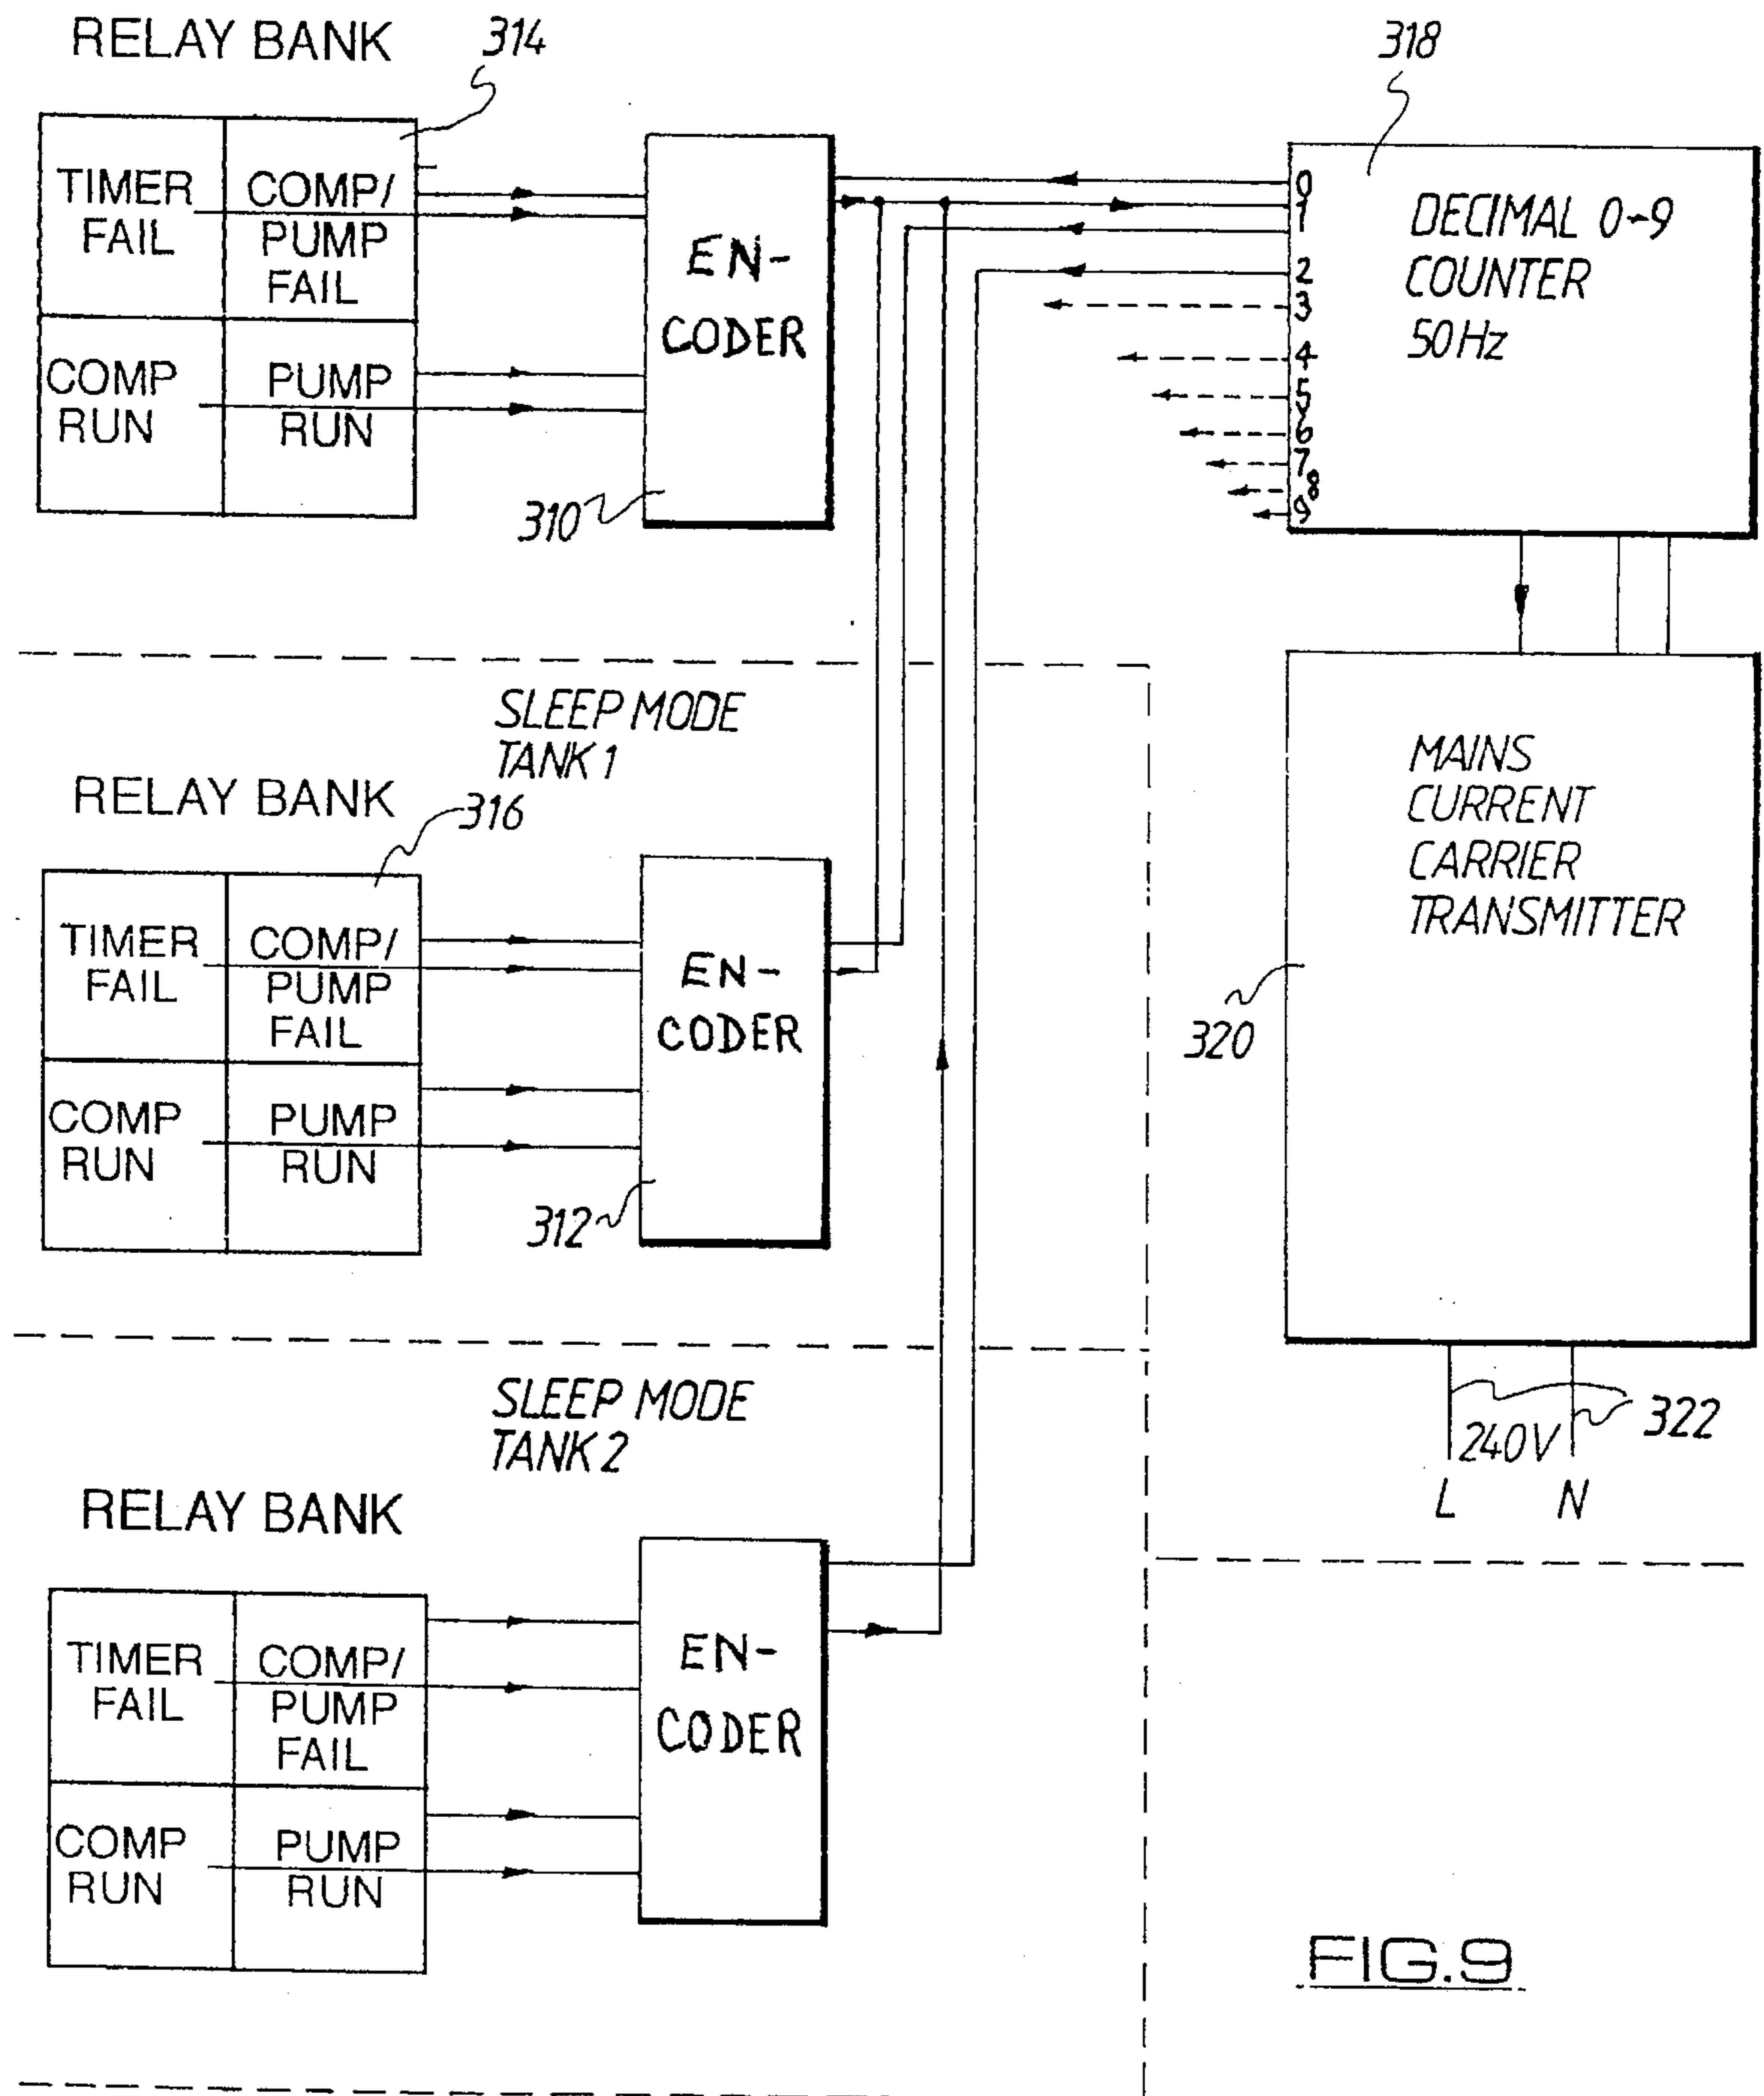 RELAY BANK
314
TIMER
FAIL
COMP/
PUMP
FAIL
COMP
RUN
PUMP
RUN
EN-
CODER
310
318
0
1
2
3
4
5
6
7
8
9
DECIMAL 0-9
COUNTER
50Hz
SLEEP MODE
TANK 1
RELAY BANK
316
TIMER
FAIL
COMP/
PUMP
FAIL
COMP
RUN
PUMP
RUN
EN-
CODER
312
MAINS
CURRENT
CARRIER
TRANSMITTER
320
240V
322
L N
SLEEP MODE
TANK 2
RELAY BANK
TIMER
FAIL
COMP/
PUMP
FAIL
COMP
RUN
PUMP
RUN
EN-
CODER
FIG.9